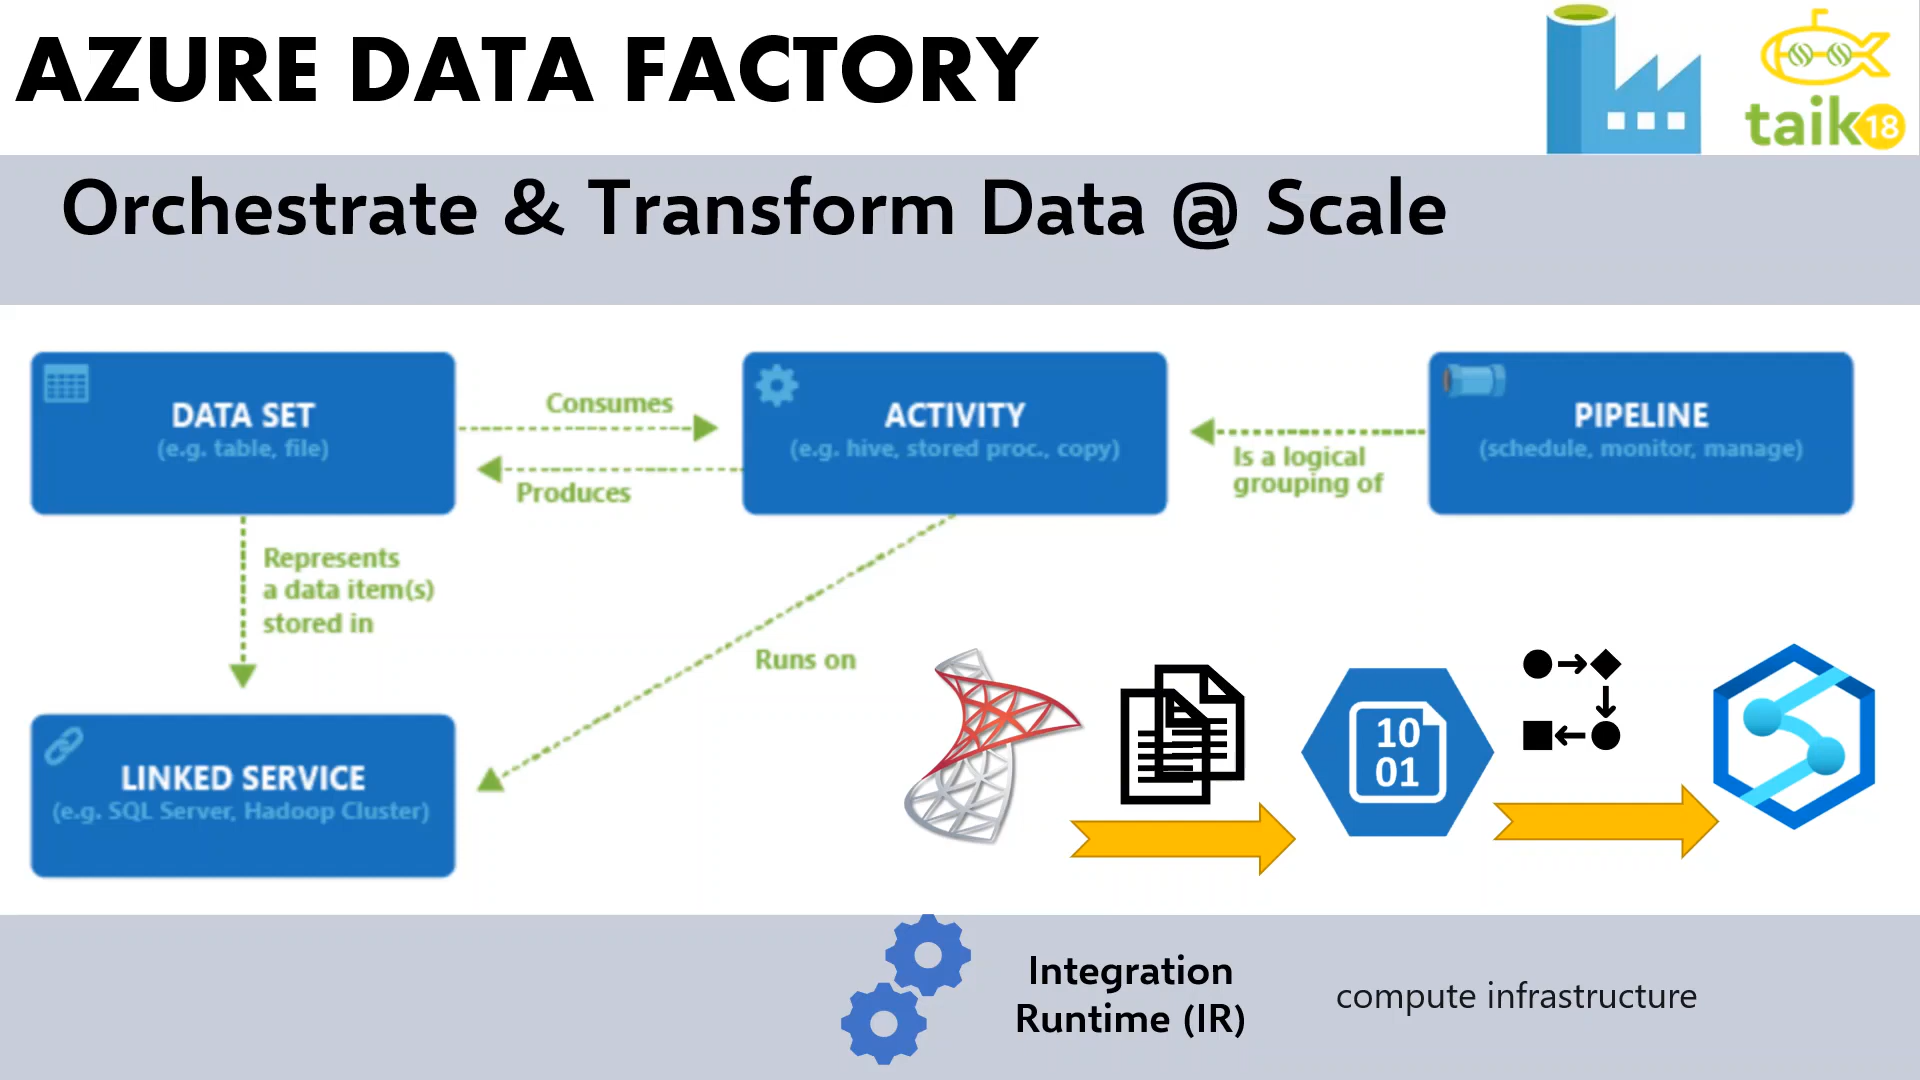 AZURE DATA FACTORY
taik18
Orchestrate & Transform Data @ Scale
DATA SET
(e.g. table, file)
Consumes
Produces
ACTIVITY
(e.g. hive, stored proc., copy)
Is a logical
grouping of
PIPELINE
(schedule, monitor, manage)
Represents
a data item(s)
stored in
Runs on
LINKED SERVICE
(e.g. SQL Server, Hadoop Cluster)
10
01
Integration
Runtime (IR)
compute infrastructure